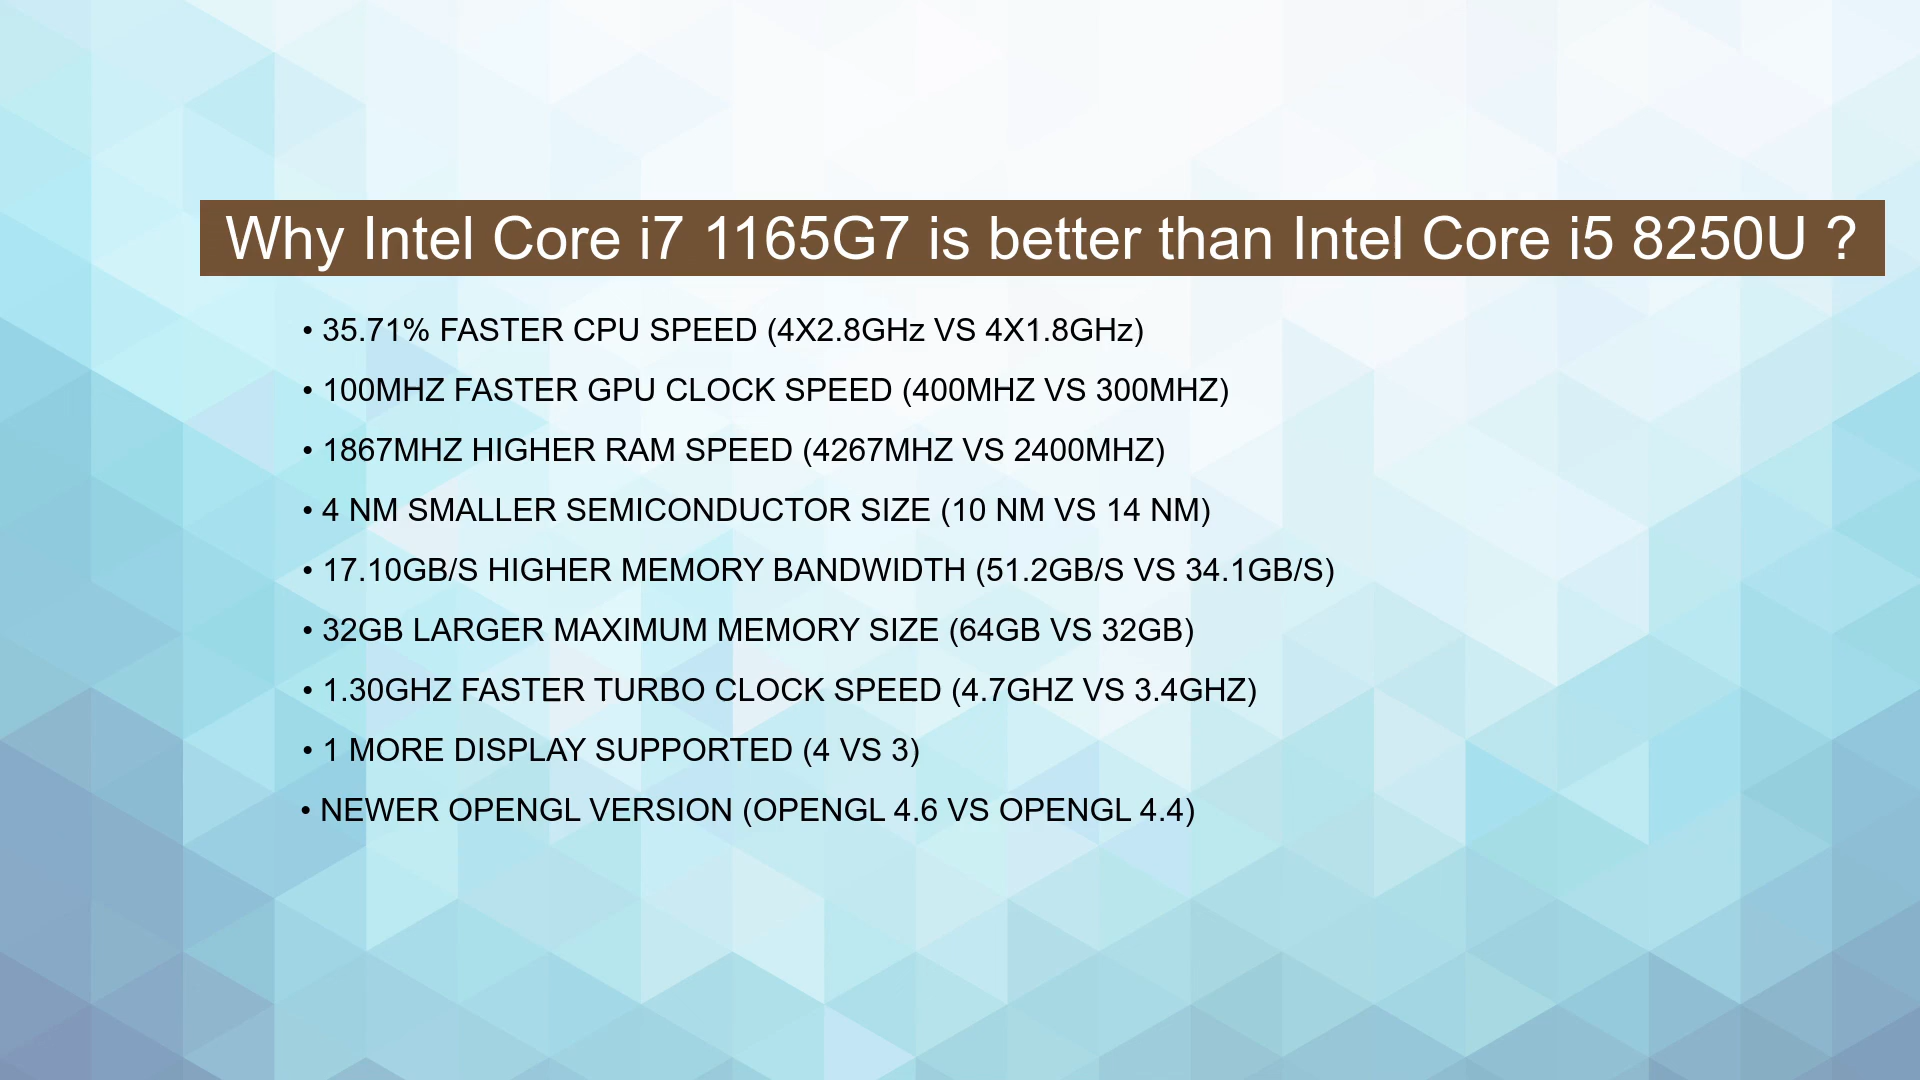 Why Intel Core i7 1165G7 is better than Intel Core i5 8250U ?
• 35.71% FASTER CPU SPEED (4X2.8GHz VS 4X1.8GHz)
• 100MHZ FASTER GPU CLOCK SPEED (400MHZ VS 300MHZ)
• 1867MHZ HIGHER RAM SPEED (4267MHZ VS 2400MHZ)
• 4 NM SMALLER SEMICONDUCTOR SIZE (10 NM VS 14 NM)
• 17.10GB/S HIGHER MEMORY BANDWIDTH (51.2GB/S VS 34.1GB/S)
• 32GB LARGER MAXIMUM MEMORY SIZE (64GB VS 32GB)
• 1.30GHZ FASTER TURBO CLOCK SPEED (4.7GHZ VS 3.4GHZ)
• 1 MORE DISPLAY SUPPORTED (4 VS 3)
• NEWER OPENGL VERSION (OPENGL 4.6 VS OPENGL 4.4)